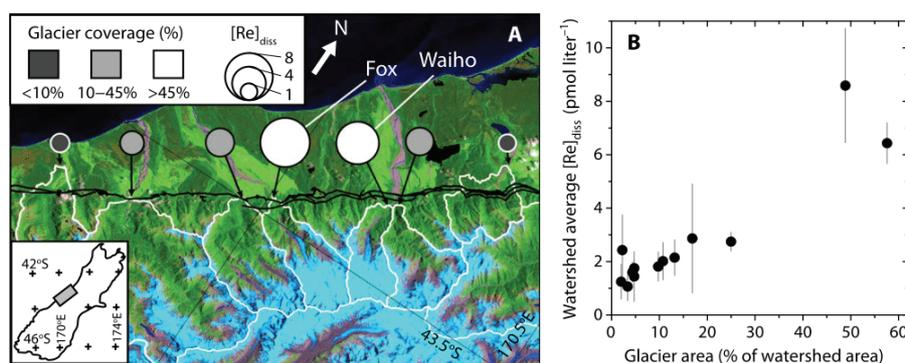 Glacier coverage (%)
<10%
10–45%
>45%
[Re]diss
8
4
1
N
A
Fox
Waiho
42°S
46°S
170°E
174°E
43.5°S
170.5°E
B
Watershed average [Re]diss (pmol liter⁻¹)
10
8
6
4
2
0
0
10
20
30
40
50
60
Glacier area (% of watershed area)